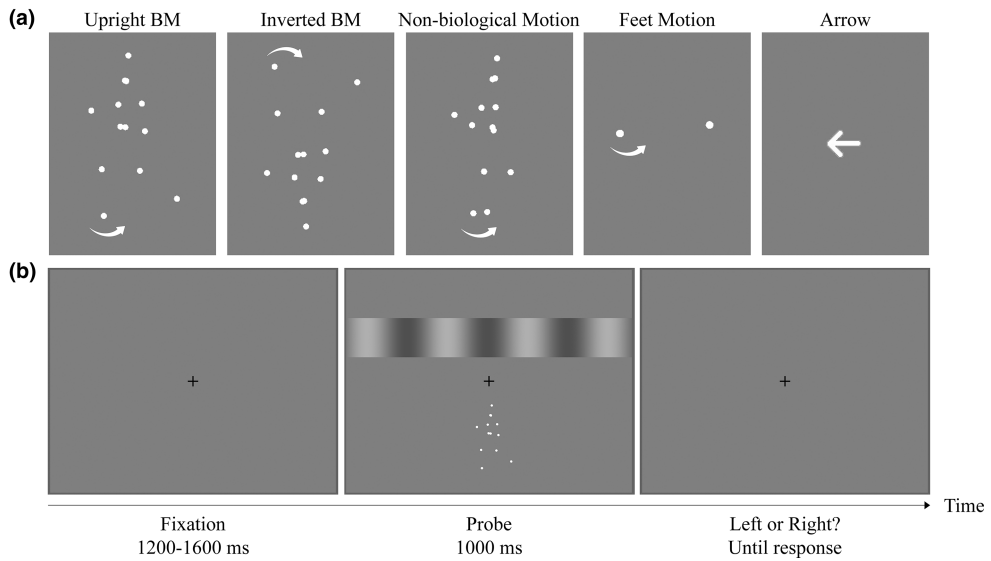 (a)
Upright BM
Inverted BM
Non-biological Motion
Feet Motion
Arrow
(b)
Time
Fixation
1200-1600 ms
Probe
1000 ms
Left or Right?
Until response